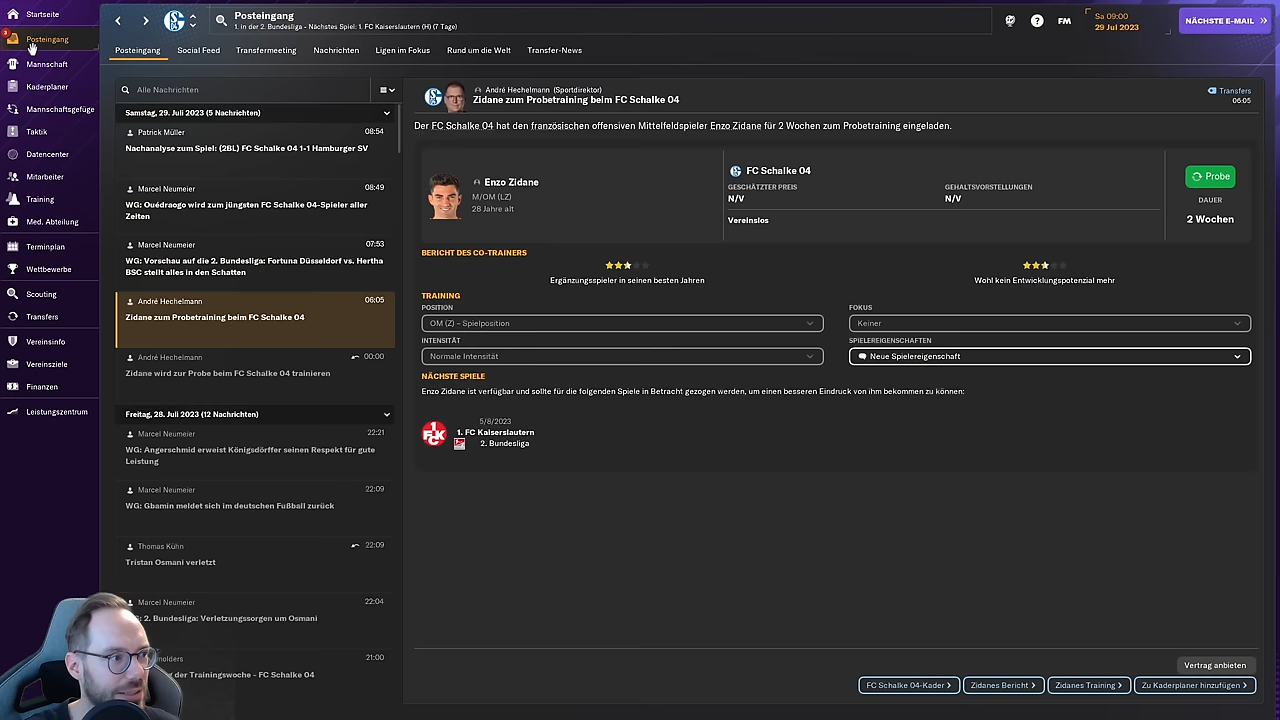 Startseite
3
Posteingang
Mannschaft
Kaderplaner
Mannschaftsgefüge
Taktik
Datencenter
Mitarbeiter
Training
Med. Abteilung
Terminplan
Wettbewerbe
Scouting
Transfers
Vereinsinfo
Vereinsziele
Finanzen
Leistungszentrum
Posteingang
1. in der 2. Bundesliga - Nächstes Spiel: 1. FC Kaiserslautern (H) (7 Tage)
FM
Sa 09:00
29 Jul 2023
NÄCHSTE E-MAIL
Posteingang
Social Feed
Transfermeeting
Nachrichten
Ligen im Fokus
Rund um die Welt
Transfer-News
Alle Nachrichten
Samstag, 29. Juli 2023 (5 Nachrichten)
Patrick Müller 08:54
Nachanalyse zum Spiel: (2BL) FC Schalke 04 1-1 Hamburger SV
Marcel Neumeier 08:49
WG: Ouédraogo wird zum jüngsten FC Schalke 04-Spieler aller
Zeiten
Marcel Neumeier 07:53
WG: Vorschau auf die 2. Bundesliga: Fortuna Düsseldorf vs. Hertha
BSC stellt alles in den Schatten
André Hechelmann 06:05
Zidane zum Probetraining beim FC Schalke 04
André Hechelmann 00:00
Zidane wird zur Probe beim FC Schalke 04 trainieren
Freitag, 28. Juli 2023 (12 Nachrichten)
Marcel Neumeier 22:21
WG: Angerschmid erweist Königsdörffer seinen Respekt für gute
Leistung
Marcel Neumeier 22:09
WG: Gbamin meldet sich im deutschen Fußball zurück
Thomas Kühn 22:09
Tristan Osmani verletzt
Marcel Neumeier 22:04
2. Bundesliga: Verletzungssorgen um Osmani
21:00
der Trainingswoche - FC Schalke 04
André Hechelmann (Sportdirektor)
Zidane zum Probetraining beim FC Schalke 04
Transfers
06:05
Der FC Schalke 04 hat den französischen offensiven Mittelfeldspieler Enzo Zidane für 2 Wochen zum Probetraining eingeladen.
Enzo Zidane
M/OM (LZ)
28 Jahre alt
FC Schalke 04
GESCHÄTZTER PREIS
N/V
GEHALTSVORSTELLUNGEN
N/V
Vereinslos
Probe
DAUER
2 Wochen
BERICHT DES CO-TRAINERS
Ergänzungsspieler in seinen besten Jahren
Wohl kein Entwicklungspotenzial mehr
TRAINING
POSITION
OM (Z) – Spielposition
FOKUS
Keiner
INTENSITÄT
Normale Intensität
SPIELEREIGENSCHAFTEN
Neue Spielereigenschaft
NÄCHSTE SPIELE
Enzo Zidane ist verfügbar und sollte für die folgenden Spiele in Betracht gezogen werden, um einen besseren Eindruck von ihm bekommen zu können:
5/8/2023
1. FC Kaiserslautern
2. Bundesliga
Vertrag anbieten
FC Schalke 04-Kader
Zidanes Bericht
Zidanes Training
Zu Kaderplaner hinzufügen